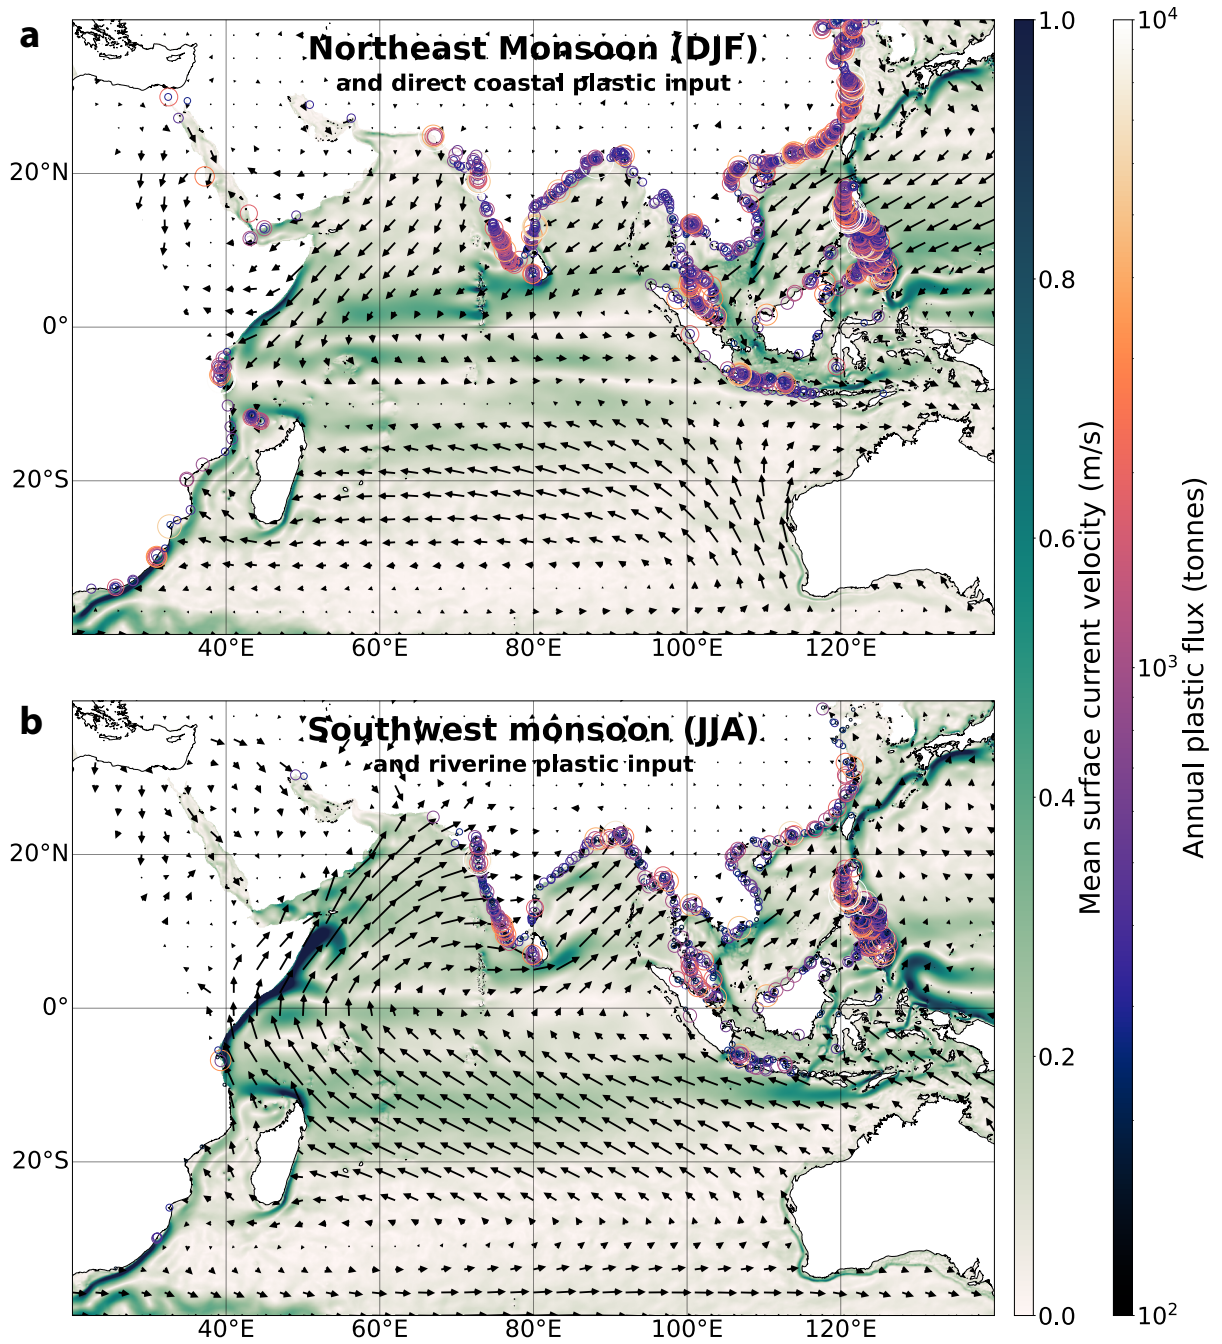 a
Northeast Monsoon (DJF)
and direct coastal plastic input
20°N
0°
20°S
40°E
60°E
80°E
100°E
120°E
b
Southwest monsoon (JJA)
and riverine plastic input
20°N
0°
20°S
40°E
60°E
80°E
100°E
120°E
1.0
0.8
0.6
0.4
0.2
0.0
Mean surface current velocity (m/s)
10⁴
10³
10²
Annual plastic flux (tonnes)